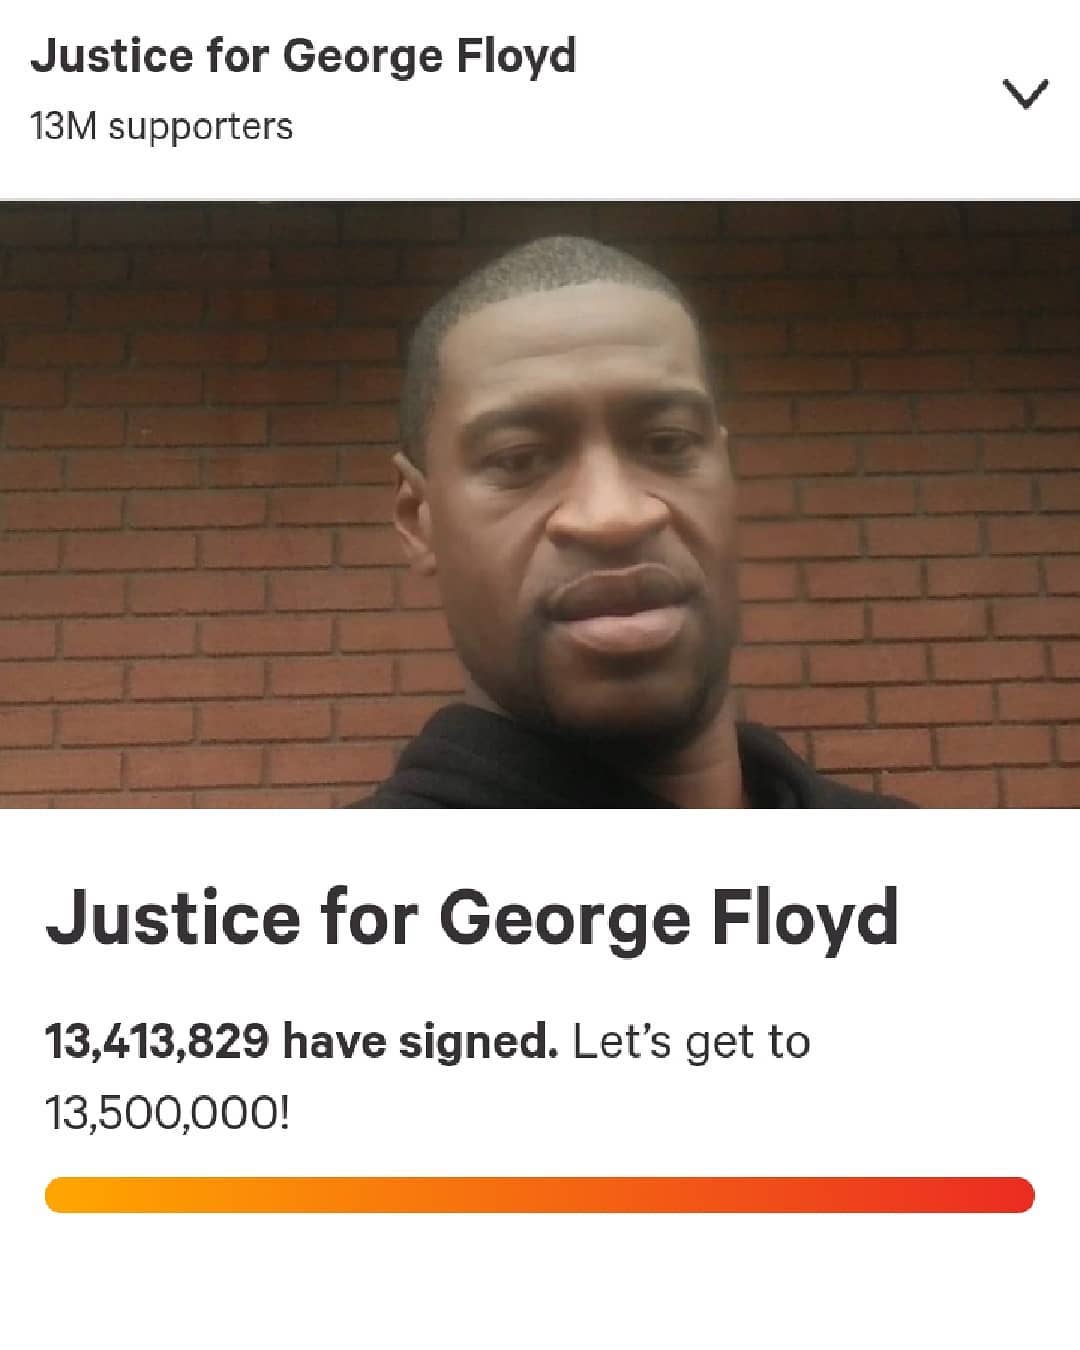 Justice for George Floyd
13M supporters
Justice for George Floyd
13,413,829 have signed. Let’s get to
13,500,000!